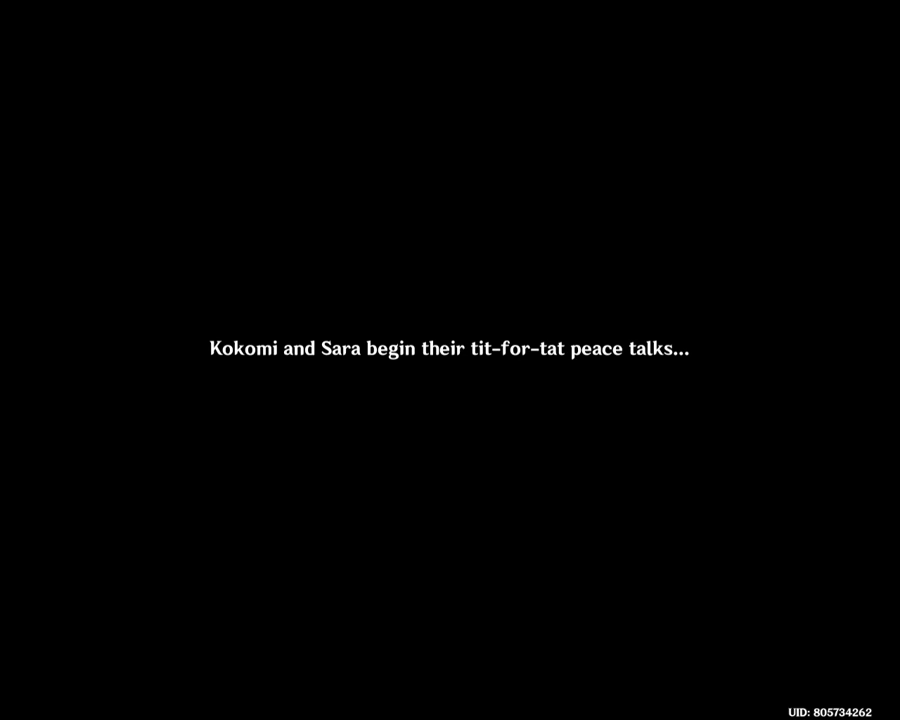 Kokomi and Sara begin their tit-for-tat peace talks...
UID: 805734262